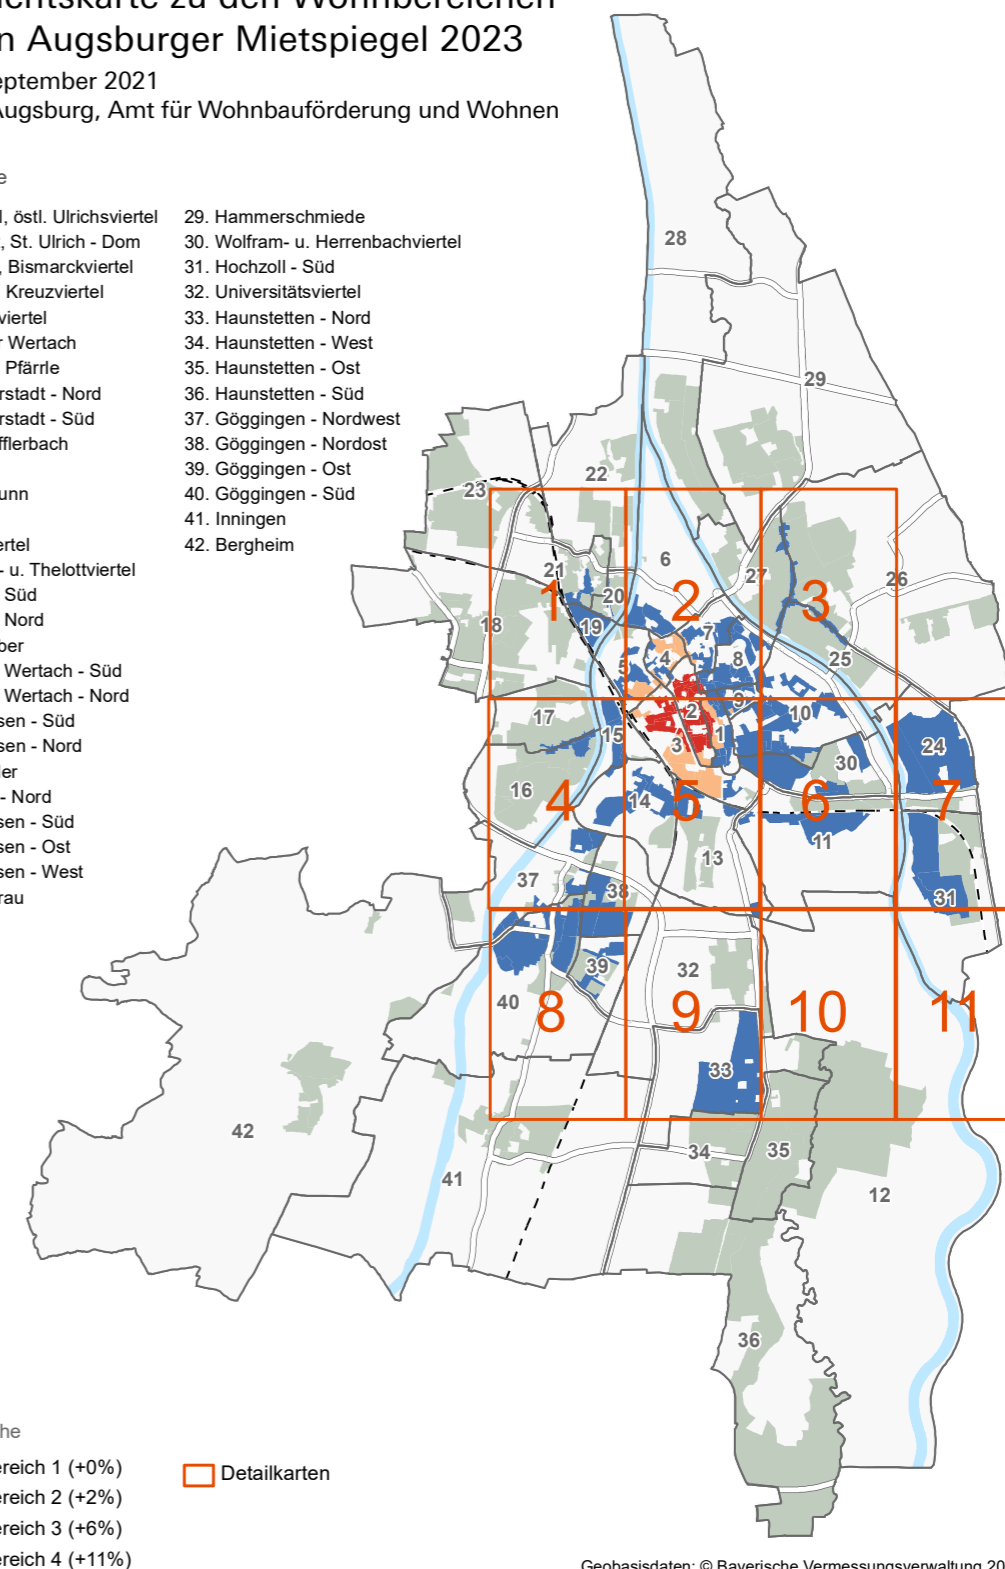 chtskarte zu den Wohnbereichen
n Augsburger Mietspiegel 2023
eptember 2021
Augsburg, Amt für Wohnbauförderung und Wohnen
e
l, östl. Ulrichsviertel
, St. Ulrich - Dom
, Bismarckviertel
Kreuzviertel
viertel
r Wertach
Pfärrle
rstadt - Nord
rstadt - Süd
fflerbach
unn
ertel
- u. Thelottviertel
Süd
Nord
ber
Wertach - Süd
Wertach - Nord
sen - Süd
sen - Nord
ler
- Nord
sen - Süd
sen - Ost
sen - West
rau
29. Hammerschmiede
30. Wolfram- u. Herrenbachviertel
31. Hochzoll - Süd
32. Universitätsviertel
33. Haunstetten - Nord
34. Haunstetten - West
35. Haunstetten - Ost
36. Haunstetten - Süd
37. Göggingen - Nordwest
38. Göggingen - Nordost
39. Göggingen - Ost
40. Göggingen - Süd
41. Inningen
42. Bergheim
28
29
22
23
6
21
27
26
1
2
3
20
18
19
7
5
4
8
25
9
17
2
10
15
1
3
24
30
16
4
14
5
6
7
11
13
37
38
31
39
32
40
8
9
10
11
33
42
34
35
41
12
36
he
ereich 1 (+0%)
ereich 2 (+2%)
ereich 3 (+6%)
ereich 4 (+11%)
Detailkarten
Geobasisdaten: © Bayerische Vermessungsverwaltung 20